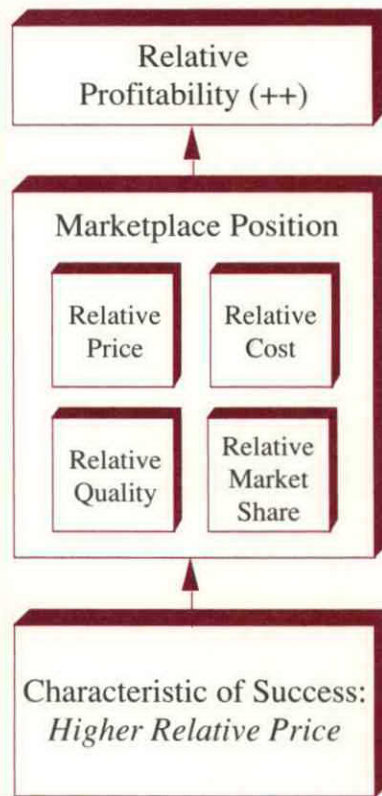 Relative
Profitability (++)
Marketplace Position
Relative
Price
Relative
Cost
Relative
Quality
Relative
Market
Share
Characteristic of Success:
Higher Relative Price